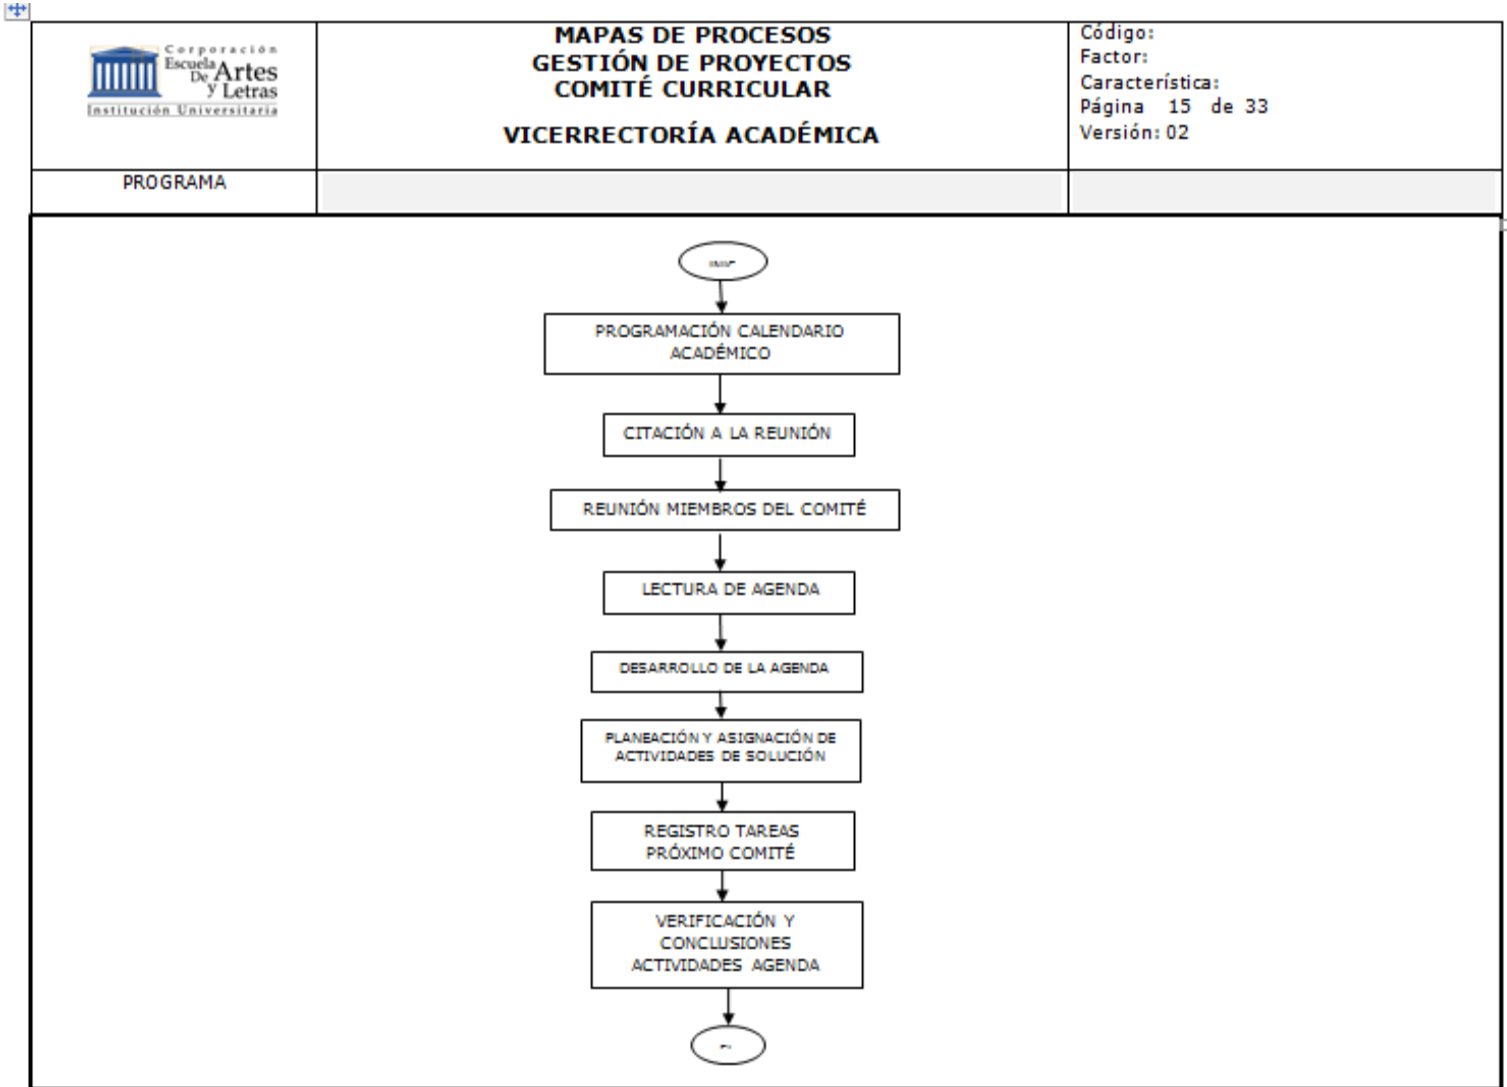 Corporación
Escuela
De Artes
y Letras
Institución Universitaria
MAPAS DE PROCESOS
GESTIÓN DE PROYECTOS
COMITÉ CURRICULAR
VICERRECTORÍA ACADÉMICA
Código:
Factor:
Característica:
Página 15 de 33
Versión: 02
PROGRAMA
PROGRAMACIÓN CALENDARIO
ACADÉMICO
CITACIÓN A LA REUNIÓN
REUNIÓN MIEMBROS DEL COMITÉ
LECTURA DE AGENDA
DESARROLLO DE LA AGENDA
PLANEACIÓN Y ASIGNACIÓN DE
ACTIVIDADES DE SOLUCIÓN
REGISTRO TAREAS
PRÓXIMO COMITÉ
VERIFICACIÓN Y
CONCLUSIONES
ACTIVIDADES AGENDA